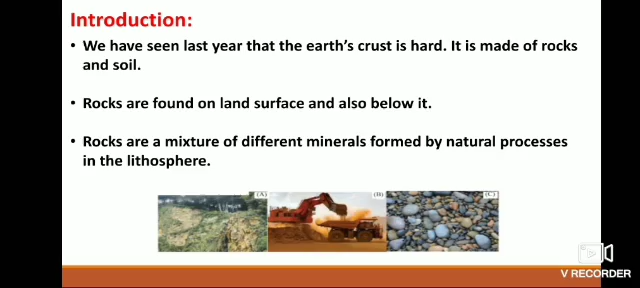 Introduction:
• We have seen last year that the earth's crust is hard. It is made of rocks
and soil.
• Rocks are found on land surface and also below it.
• Rocks are a mixture of different minerals formed by natural processes
in the lithosphere.
(A) (B) (C)
V RECORDER